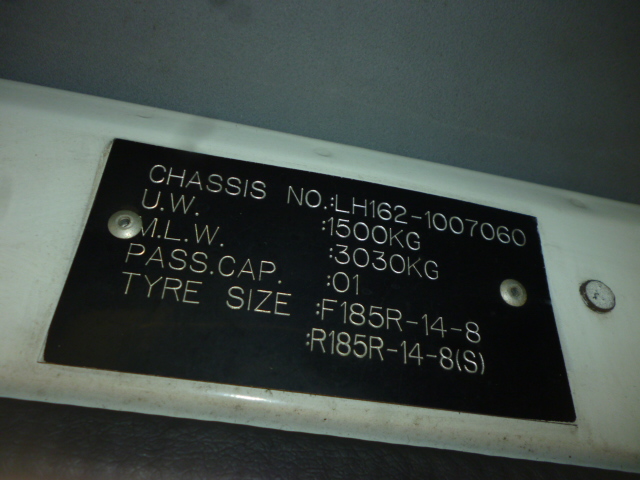 CHASSIS NO.:LH162-1007060
U.W. :1500KG
M.L.W. :3030KG
PASS.CAP. :01
TYRE SIZE :F185R-14-8
:R185R-14-8(S)